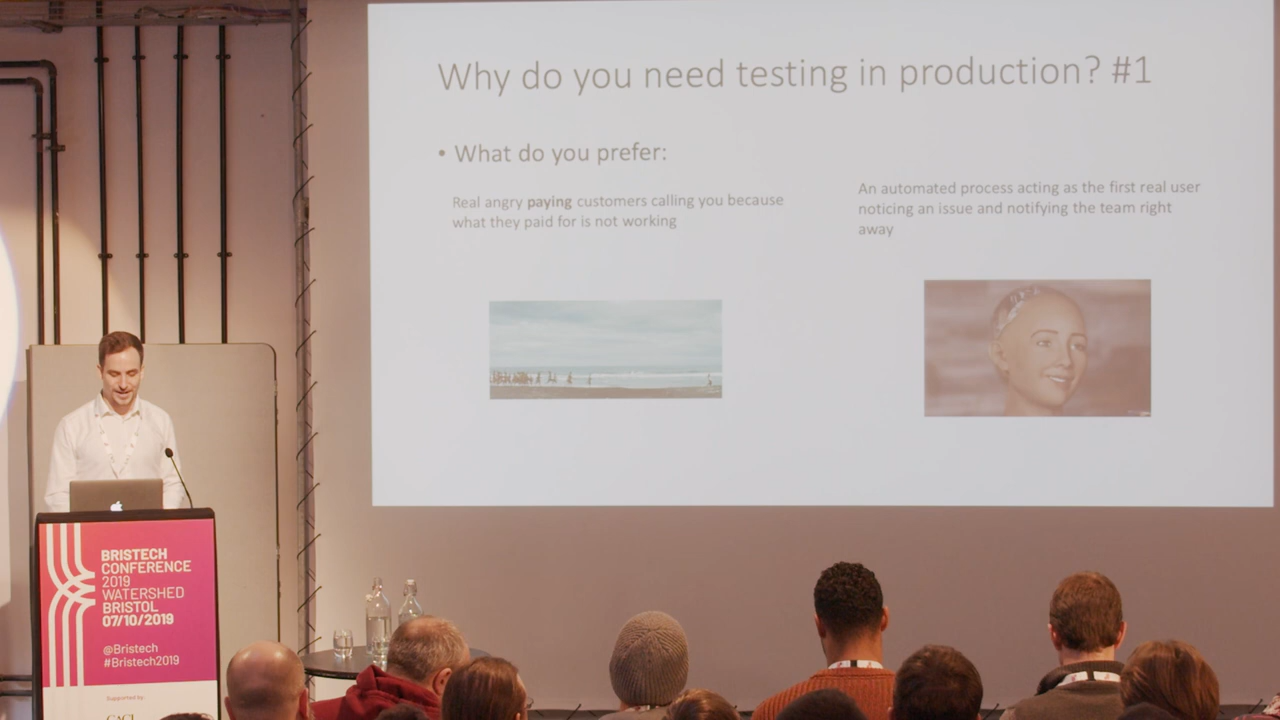 Why do you need testing in production? #1
• What do you prefer:
Real angry paying customers calling you because
what they paid for is not working
An automated process acting as the first real user
noticing an issue and notifying the team right
away
BRISTECH
CONFERENCE
2019
WATERSHED
BRISTOL
07/10/2019
@Bristech
#Bristech2019
Supported by: